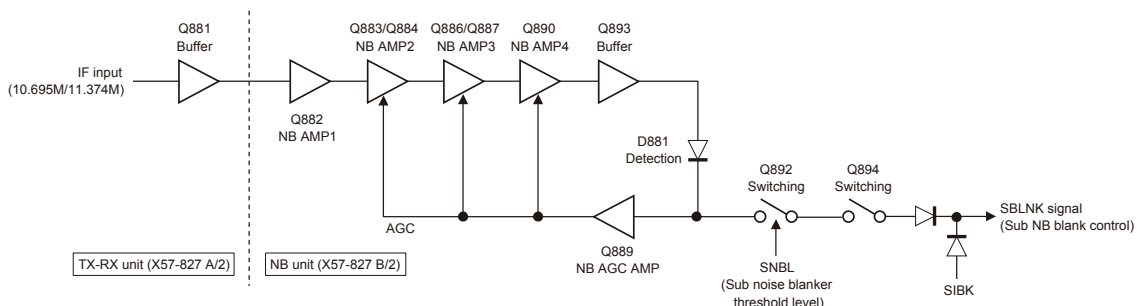 Q881
Buffer
Q883/Q884
NB AMP2
Q886/Q887
NB AMP3
Q890
NB AMP4
Q893
Buffer
IF input
(10.695M/11.374M)
Q882
NB AMP1
D881
Detection
Q892
Switching
Q894
Switching
SBLNK signal
(Sub NB blank control)
AGC
Q889
NB AGC AMP
SNBL
(Sub noise blanker
threshold level)
SIBK
TX-RX unit (X57-827 A/2)
NB unit (X57-827 B/2)